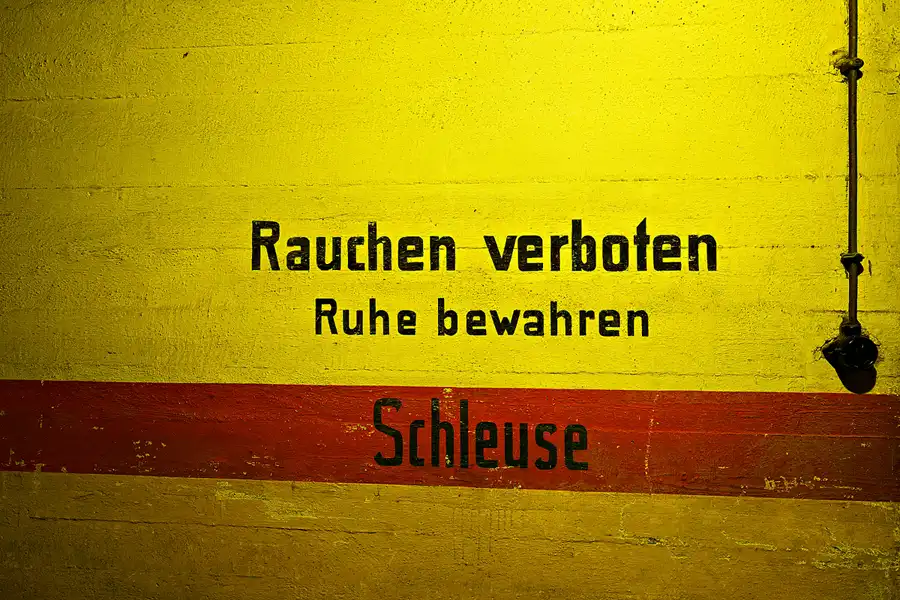 Rauchen verboten
Ruhe bewahren
Schleuse